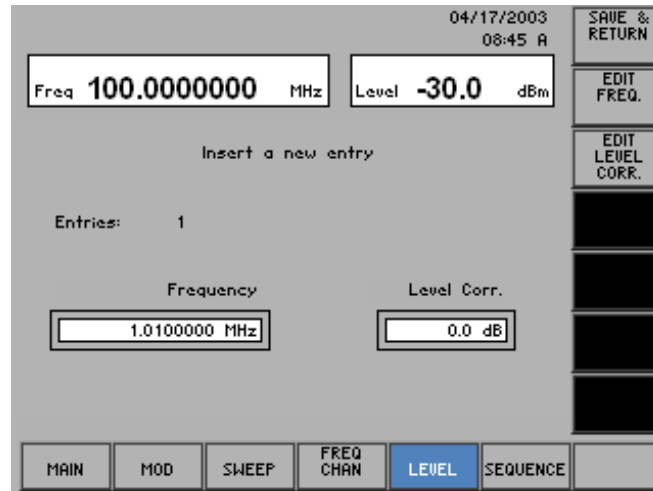 04/17/2003
08:45 A
SAVE &
RETURN
Freq 100.0000000 MHz
Level -30.0 dBm
EDIT
FREQ.
Insert a new entry
EDIT
LEVEL
CORR.
Entries: 1
Frequency
Level Corr.
1.0100000 MHz
0.0 dB
MAIN
MOD
SWEEP
FREQ
CHAN
LEVEL
SEQUENCE